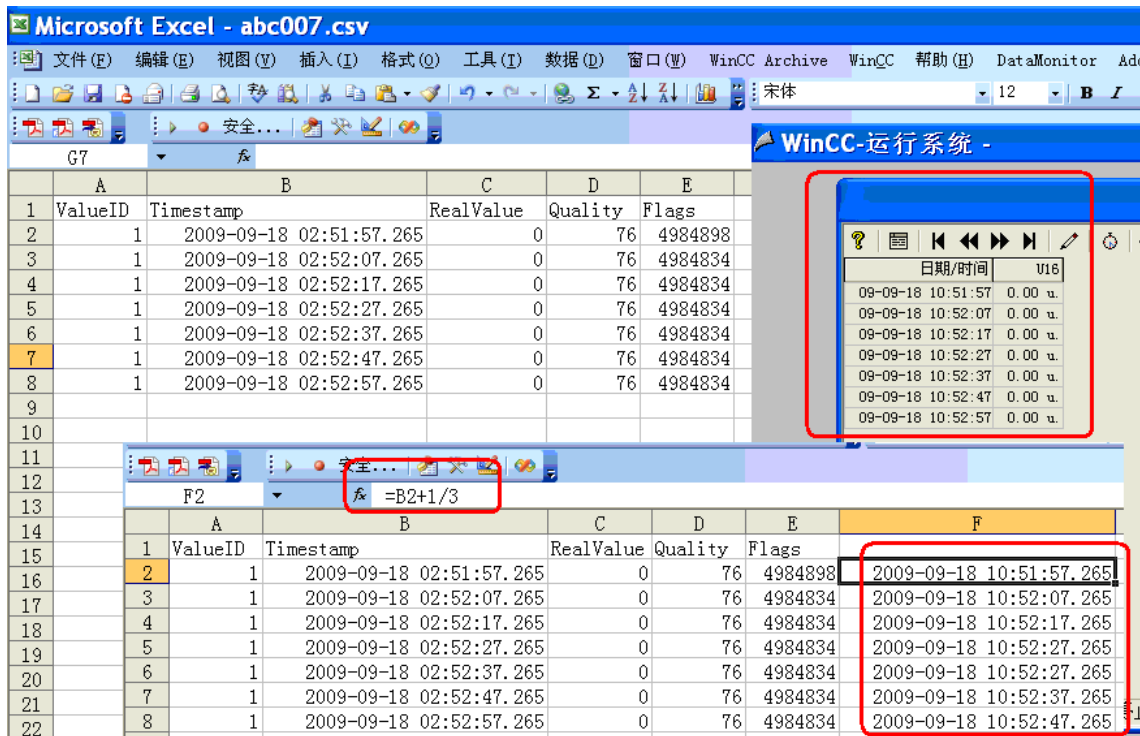 Microsoft Excel - abc007.csv
文件(F) 编辑(E) 视图(V) 插入(I) 格式(O) 工具(T) 数据(D) 窗口(W) WinCC Archive WinCC 帮助(H) DataMonitor Ad
宋体 12 B I
安全...
G7 fx
WinCC-运行系统 -
A B C D E
1 ValueID Timestamp RealValue Quality Flags
2 1 2009-09-18 02:51:57.265 0 76 4984898
3 1 2009-09-18 02:52:07.265 0 76 4984834
4 1 2009-09-18 02:52:17.265 0 76 4984834
5 1 2009-09-18 02:52:27.265 0 76 4984834
6 1 2009-09-18 02:52:37.265 0 76 4984834
7 1 2009-09-18 02:52:47.265 0 76 4984834
8 1 2009-09-18 02:52:57.265 0 76 4984834
9
10
11
12
13
14
15
16
17
18
19
20
21
22
日期/时间 U16
09-09-18 10:51:57 0.00 u.
09-09-18 10:52:07 0.00 u.
09-09-18 10:52:17 0.00 u.
09-09-18 10:52:27 0.00 u.
09-09-18 10:52:37 0.00 u.
09-09-18 10:52:47 0.00 u.
09-09-18 10:52:57 0.00 u.
安全...
F2 fx =B2+1/3
A B C D E F
1 ValueID Timestamp RealValue Quality Flags
2 1 2009-09-18 02:51:57.265 0 76 4984898 2009-09-18 10:51:57.265
3 1 2009-09-18 02:52:07.265 0 76 4984834 2009-09-18 10:52:07.265
4 1 2009-09-18 02:52:17.265 0 76 4984834 2009-09-18 10:52:17.265
5 1 2009-09-18 02:52:27.265 0 76 4984834 2009-09-18 10:52:27.265
6 1 2009-09-18 02:52:37.265 0 76 4984834 2009-09-18 10:52:27.265
7 1 2009-09-18 02:52:47.265 0 76 4984834 2009-09-18 10:52:37.265
8 1 2009-09-18 02:52:57.265 0 76 4984834 2009-09-18 10:52:47.265